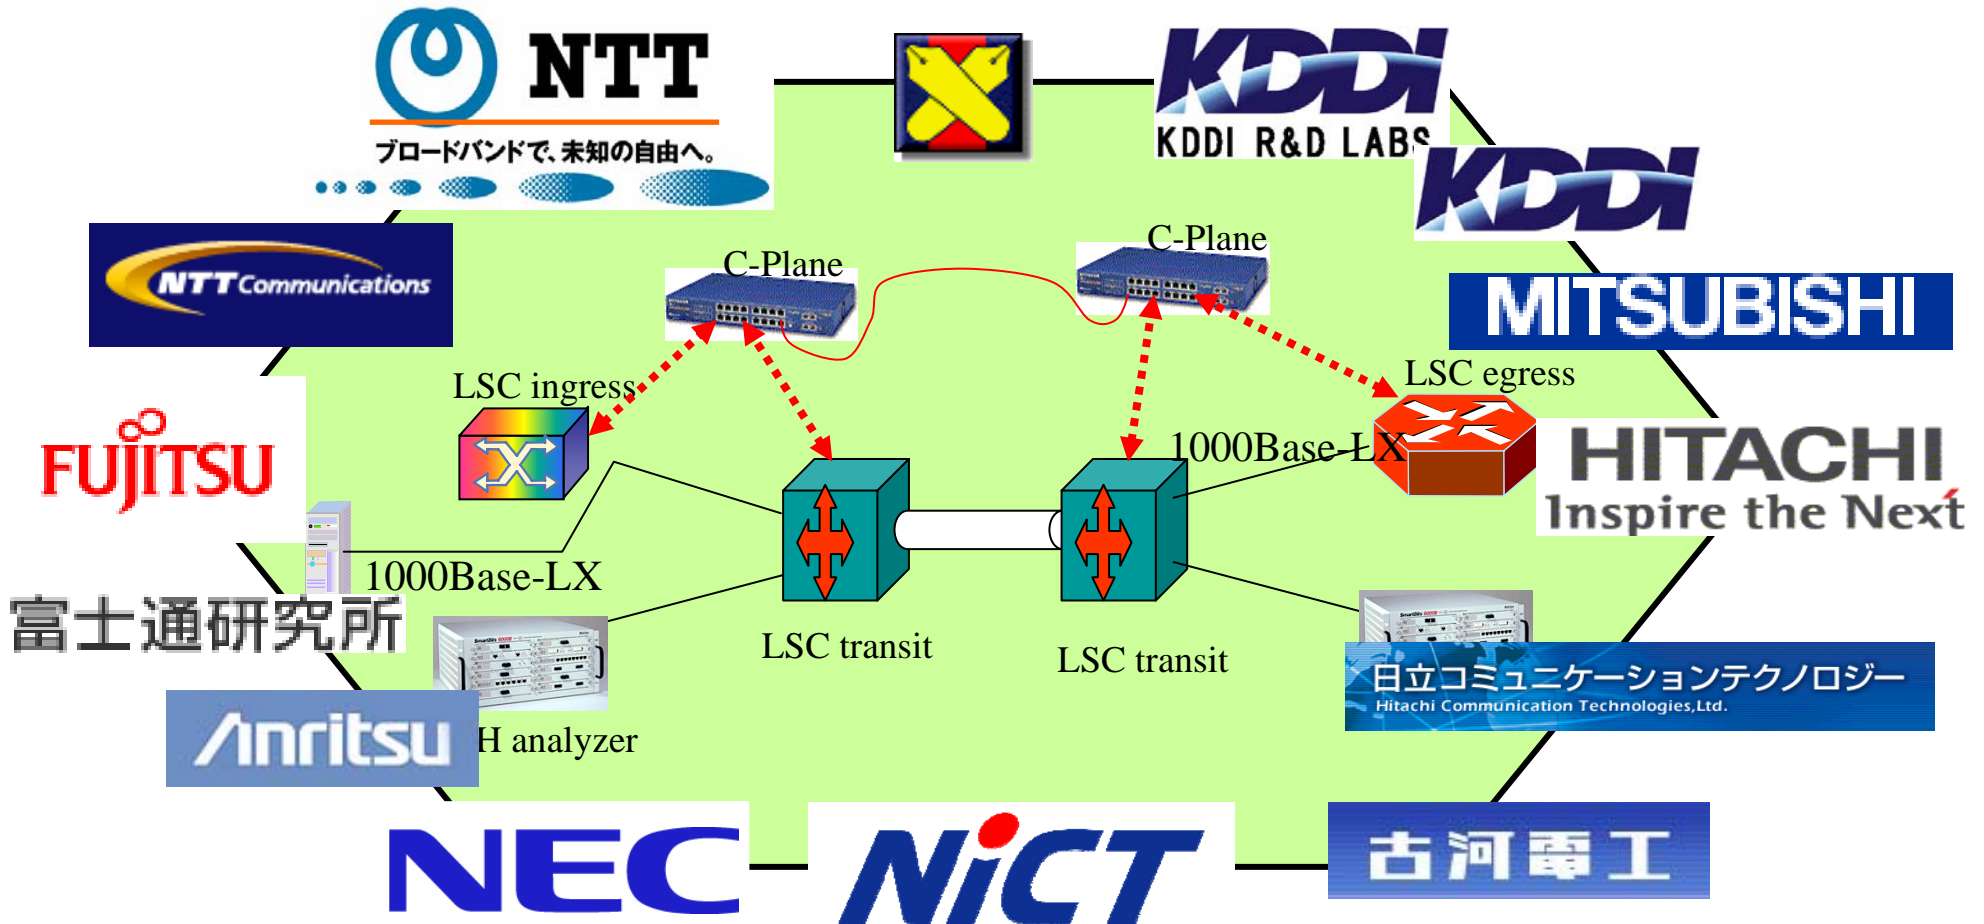 NTT
ブロードバンドで、未知の自由へ。
KDDI
KDDI R&D LABS
KDDI
NTT Communications
C-Plane
C-Plane
MITSUBISHI
LSC ingress
LSC egress
FUJITSU
1000Base-LX
HITACHI
Inspire the Next
1000Base-LX
富士通研究所
LSC transit
LSC transit
日立コミュニケーションテクノロジー
Hitachi Communication Technologies,Ltd.
Anritsu
H analyzer
NEC
NiCT
古河電工